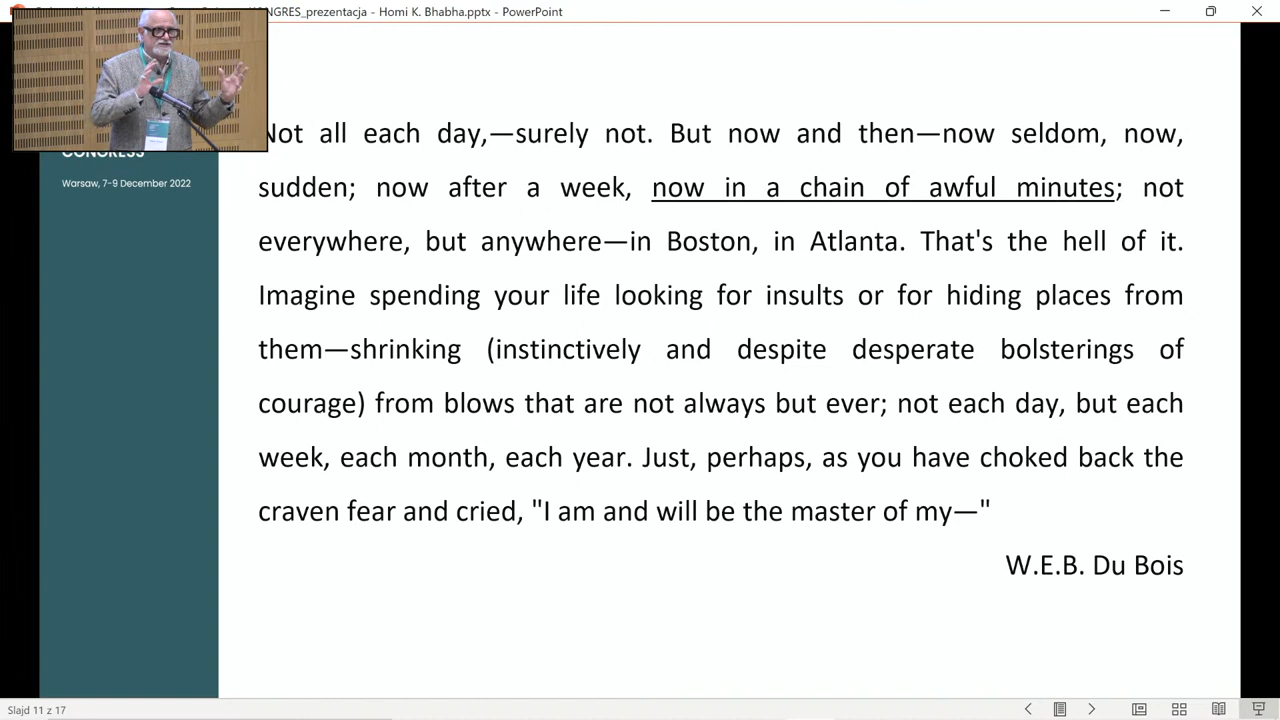 KONGRES_prezentacja - Homi K. Bhabha.pptx - PowerPoint
Not all each day,—surely not. But now and then—now seldom, now,
sudden; now after a week, now in a chain of awful minutes; not
everywhere, but anywhere—in Boston, in Atlanta. That's the hell of it.
Imagine spending your life looking for insults or for hiding places from
them—shrinking (instinctively and despite desperate bolsterings of
courage) from blows that are not always but ever; not each day, but each
week, each month, each year. Just, perhaps, as you have choked back the
craven fear and cried, "I am and will be the master of my—"
W.E.B. Du Bois
CONGRESS
Warsaw, 7-9 December 2022
Slajd 11 z 17